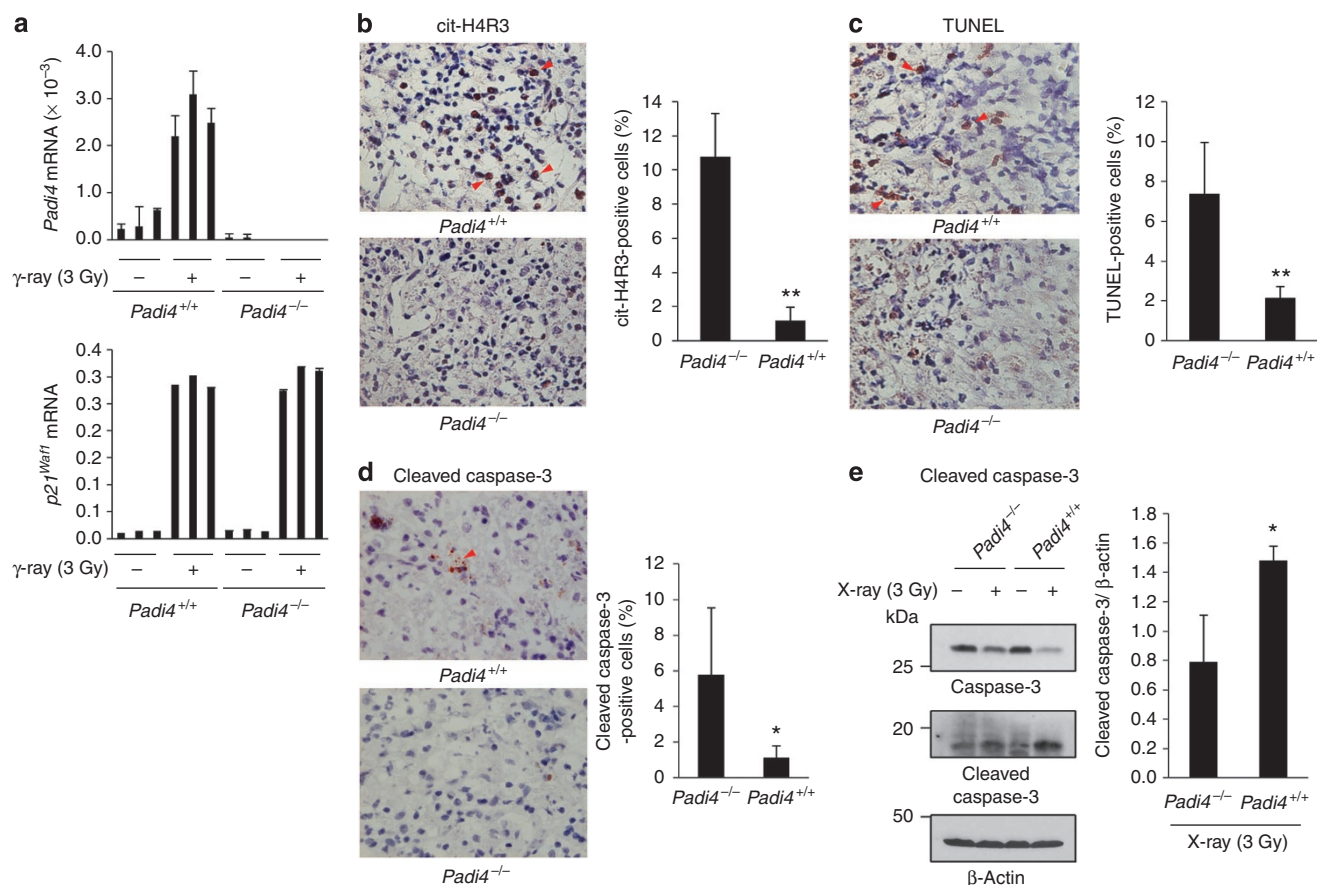 a
Padi4 mRNA (× 10⁻³)
4.0
3.0
2.0
1.0
0.0
γ-ray (3 Gy) – + – +
Padi4⁺/⁺ Padi4⁻/⁻
p21ᵂᵃᶠ¹ mRNA
0.4
0.3
0.3
0.2
0.2
0.1
0.1
0.0
γ-ray (3 Gy) – + – +
Padi4⁺/⁺ Padi4⁻/⁻
b
cit-H4R3
Padi4⁺/⁺
Padi4⁻/⁻
cit-H4R3-positive cells (%)
14
12
10
8
6
4
2
0
**
Padi4⁻/⁻ Padi4⁺/⁺
c
TUNEL
Padi4⁺/⁺
Padi4⁻/⁻
TUNEL-positive cells (%)
14
12
10
8
6
4
2
0
**
Padi4⁻/⁻ Padi4⁺/⁺
d
Cleaved caspase-3
Padi4⁺/⁺
Padi4⁻/⁻
Cleaved caspase-3
-positive cells (%)
12
10
8
6
4
2
0
*
Padi4⁻/⁻ Padi4⁺/⁺
e
Cleaved caspase-3
Padi4⁻/⁻ Padi4⁺/⁺
X-ray (3 Gy) – + – +
kDa
25
Caspase-3
20
Cleaved
caspase-3
50
β-Actin
Cleaved caspase-3/ β-actin
1.8
1.6
1.4
1.2
1.0
0.8
0.6
0.4
0.2
0.0
*
Padi4⁻/⁻ Padi4⁺/⁺
X-ray (3 Gy)